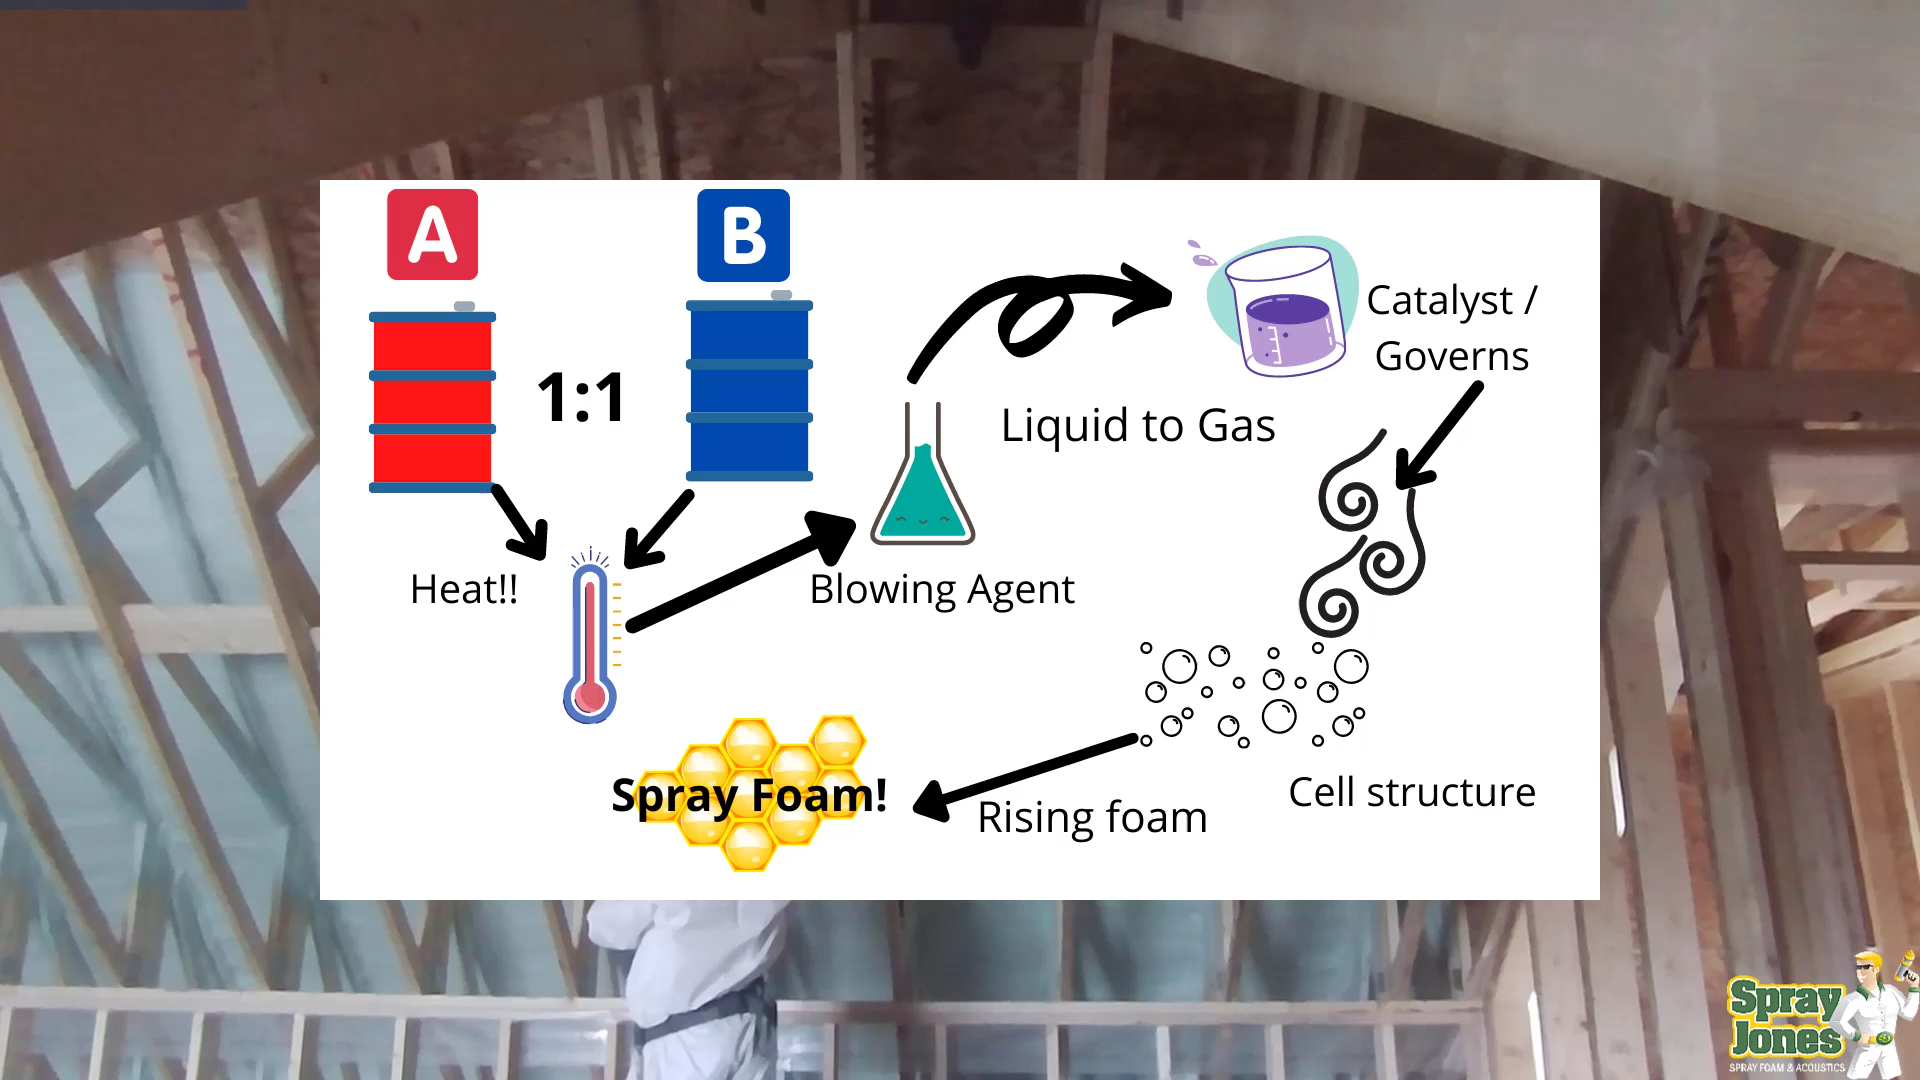 A
B
1:1
Catalyst /
Governs
Liquid to Gas
Heat!!
Blowing Agent
Spray Foam!
Rising foam
Cell structure
Spray
Jones
SPRAY FOAM & ACOUSTICS